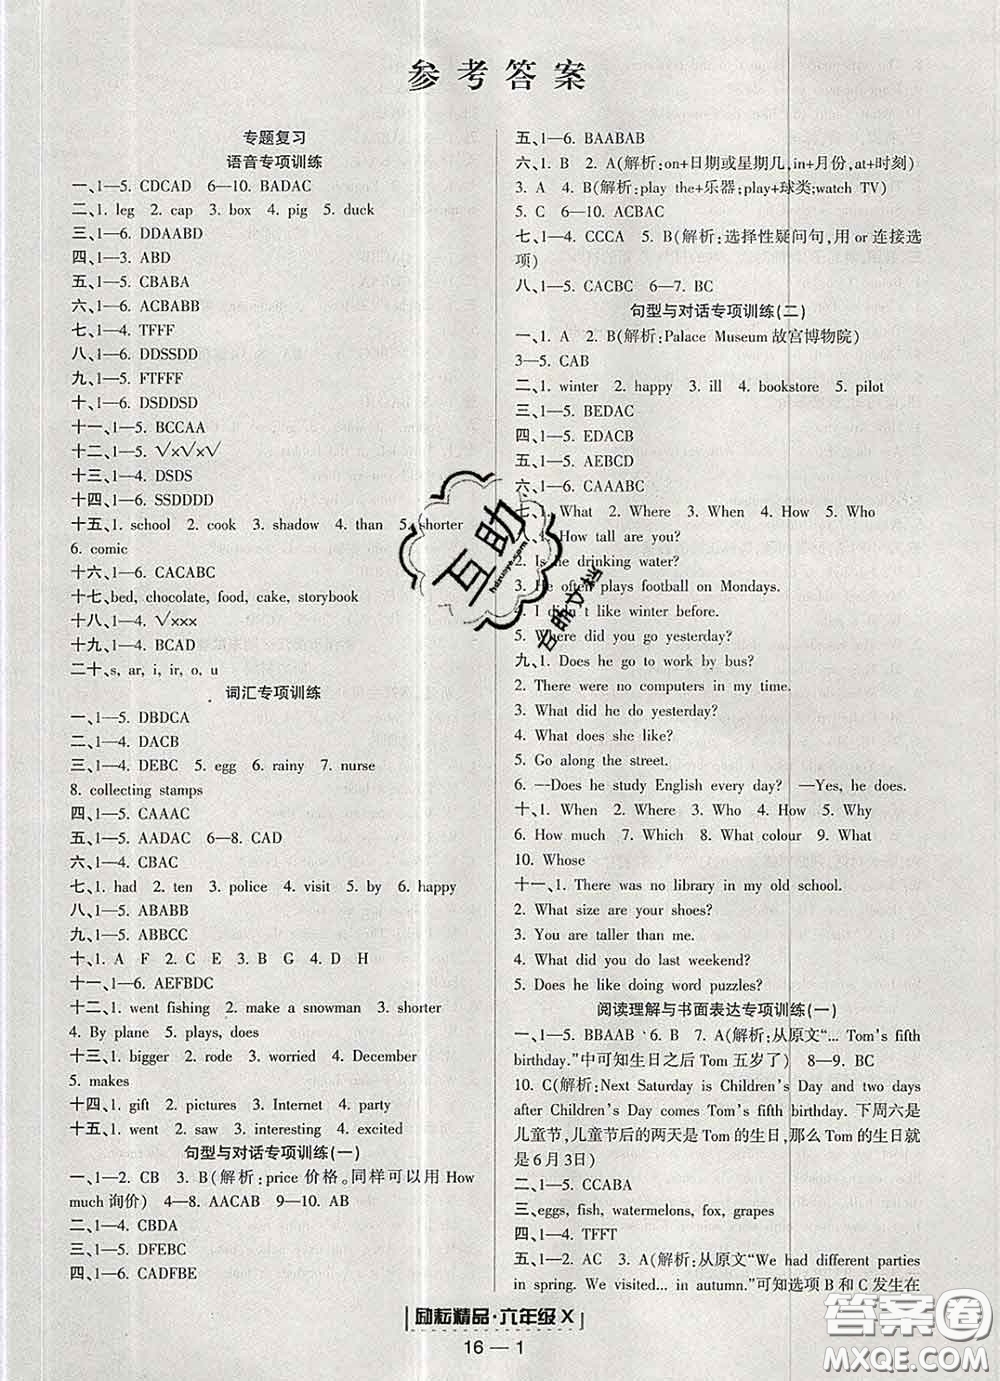 参考答案
专题复习
语音专项训练
一、1—5. CDCAD 6—10. BADAC
二、1. leg 2. cap 3. box 4. pig 5. duck
三、1—6. DDAABD
四、1—3. ABD
五、1—5. CBABA
六、1—6. ACBABB
七、1—4. TFFF
八、1—6. DDSSDD
九、1—5. FTFFF
十、1—6. DSDDSD
十一、1—5. BCCAA
十二、1—5. √×√×√
十三、1—4. DSDS
十四、1—6. SSDDDD
十五、1. school 2. cook 3. shadow 4. than 5. shorter
6. comic
十六、1—6. CACABC
十七、bed, chocolate, food, cake, storybook
十八、1—4. √×××
十九、1—4. BCAD
二十、s, ar, i, ir, o, u
词汇专项训练
一、1—5. DBDCA
二、1—4. DACB
三、1—4. DEBC 5. egg 6. rainy 7. nurse
8. collecting stamps
四、1—5. CAAAC
五、1—5. AADAC 6—8. CAD
六、1—4. CBAC
七、1. had 2. ten 3. police 4. visit 5. by 6. happy
八、1—5. ABABB
九、1—5. ABBCC
十、1. A F 2. C E 3. B G 4. D H
十一、1—6. AEFBDC
十二、1. went fishing 2. make a snowman 3. shorter
4. By plane 5. plays, does
十三、1. bigger 2. rode 3. worried 4. December
5. makes
十四、1. gift 2. pictures 3. Internet 4. party
十五、1. went 2. saw 3. interesting 4. excited
句型与对话专项训练(一)
一、1—2. CB 3. B(解析:price 价格。同样可以用 How
much 询价) 4—8. AACAB 9—10. AB
二、1—4. CBDA
三、1—5. DFEBC
四、1—6. CADFBE
五、1—6. BAABAB
六、1. B 2. A(解析:on+日期或星期几,in+月份,at+时刻)
3. A 4. B(解析:play the+乐器;play+球类;watch TV)
5. C 6—10. ACBAC
七、1—4. CCCA 5. B(解析:选择性疑问句,用 or 连接选
项)
八、1—5. CACBC 6—7. BC
句型与对话专项训练(二)
一、1. A 2. B(解析:Palace Museum 故宫博物院)
3—5. CAB
二、1. winter 2. happy 3. ill 4. bookstore 5. pilot
三、1—5. BEDAC
四、1—5. EDACB
五、1—5. AEBCD
六、1—6. CAAABC
七、1. What 2. Where 3. When 4. How 5. Who
八、1. How tall are you?
2. Is he drinking water?
3. He often plays football on Mondays.
4. I didn't like winter before.
5. Where did you go yesterday?
九、1. Does he go to work by bus?
2. There were no computers in my time.
3. What did he do yesterday?
4. What does she like?
5. Go along the street.
6. —Does he study English every day? —Yes, he does.
十、1. When 2. Where 3. Who 4. How 5. Why
6. How much 7. Which 8. What colour 9. What
10. Whose
十一、1. There was no library in my old school.
2. What size are your shoes?
3. You are taller than me.
4. What did you do last weekend?
5. Does he like doing word puzzles?
阅读理解与书面表达专项训练(一)
一、1—5. BBAAB 6. B 7. A(解析:从原文“... Tom's fifth
birthday.”中可知生日之后 Tom 五岁了) 8—9. BC
10. C(解析:Next Saturday is Children's Day and two days
after Children's Day comes Tom's fifth birthday. 下周六是
儿童节,儿童节后的两天是 Tom 的生日,那么 Tom 的生日就
是 6 月 3日)
二、1—5. CCABA
三、eggs, fish, watermelons, fox, grapes
四、1—4. TFFT
五、1—2. AC 3. A(解析:从原文“We had different parties
in spring. We visited... in autumn.”可知选项 B 和 C 发生在
励耘精品·六年级 X
16 — 1
互助
hdzuoye.com
互助文档
答案圈
MXQE.COM